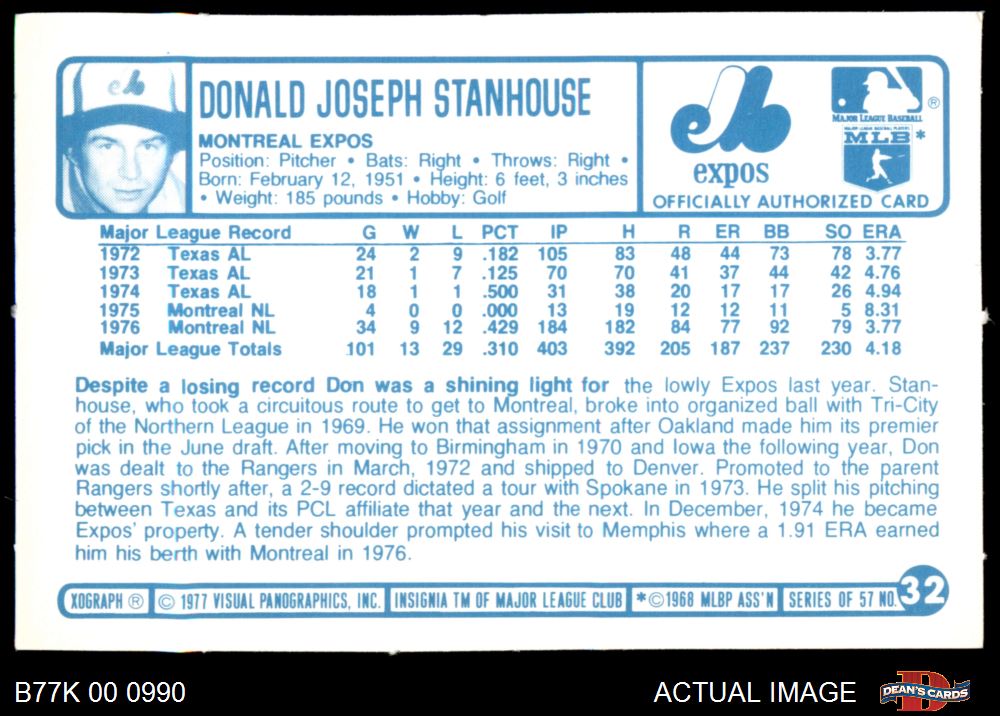 DONALD JOSEPH STANHOUSE
MONTREAL EXPOS
Position: Pitcher • Bats: Right • Throws: Right •
Born: February 12, 1951 • Height: 6 feet, 3 inches
• Weight: 185 pounds • Hobby: Golf
expos
MAJOR LEAGUE BASEBALL ®
MAJOR LEAGUE BASEBALL PLAYERS
MLB *
OFFICIALLY AUTHORIZED CARD
Major League Record G W L PCT IP H R ER BB SO ERA
1972 Texas AL 24 2 9 .182 105 83 48 44 73 78 3.77
1973 Texas AL 21 1 7 .125 70 70 41 37 44 42 4.76
1974 Texas AL 18 1 1 .500 31 38 20 17 17 26 4.94
1975 Montreal NL 4 0 0 .000 13 19 12 12 11 5 8.31
1976 Montreal NL 34 9 12 .429 184 182 84 77 92 79 3.77
Major League Totals 101 13 29 .310 403 392 205 187 237 230 4.18
Despite a losing record Don was a shining light for the lowly Expos last year. Stan-
house, who took a circuitous route to get to Montreal, broke into organized ball with Tri-City
of the Northern League in 1969. He won that assignment after Oakland made him its premier
pick in the June draft. After moving to Birmingham in 1970 and Iowa the following year, Don
was dealt to the Rangers in March, 1972 and shipped to Denver. Promoted to the parent
Rangers shortly after, a 2-9 record dictated a tour with Spokane in 1973. He split his pitching
between Texas and its PCL affiliate that year and the next. In December, 1974 he became
Expos' property. A tender shoulder prompted his visit to Memphis where a 1.91 ERA earned
him his berth with Montreal in 1976.
XOGRAPH ® © 1977 VISUAL PANOGRAPHICS, INC. INSIGNIA TM OF MAJOR LEAGUE CLUB *©1968 MLBP ASS'N SERIES OF 57 NO. 32
B77K 00 0990 ACTUAL IMAGE DEAN'S CARDS